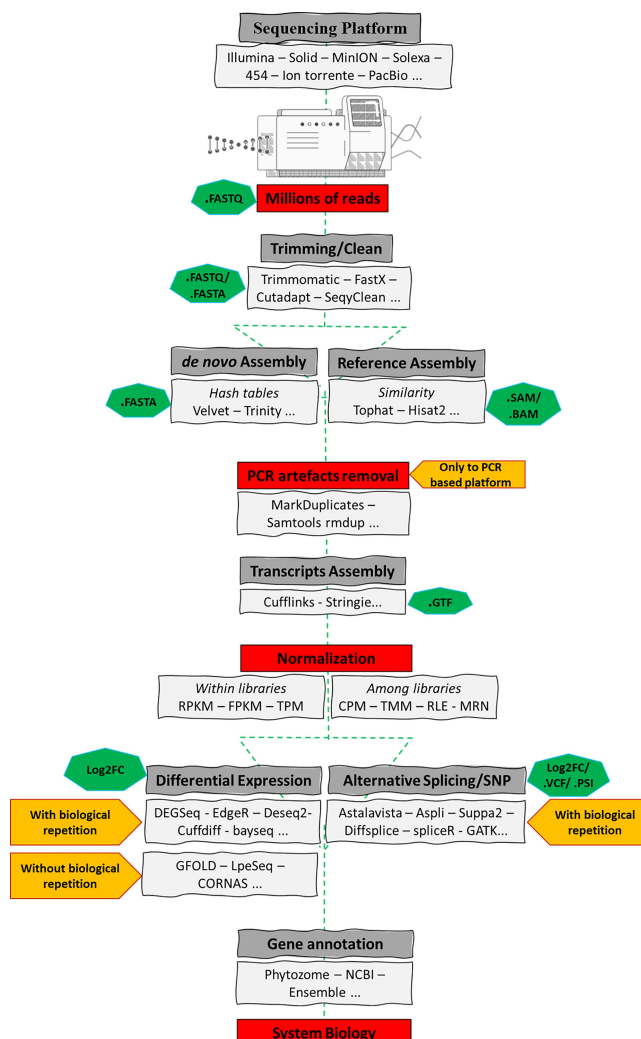 Sequencing Platform
Illumina – Solid – MinION – Solexa –
454 – Ion torrente – PacBio ...
.FASTQ
Millions of reads
Trimming/Clean
.FASTQ/
.FASTA
Trimmomatic – FastX –
Cutadapt – SeqyClean ...
de novo Assembly
Reference Assembly
.FASTA
Hash tables
Velvet – Trinity ...
Similarity
Tophat – Hisat2 ...
.SAM/
.BAM
PCR artefacts removal
Only to PCR
based platform
MarkDuplicates –
Samtools rmdup ...
Transcripts Assembly
Cufflinks - Stringie...
.GTF
Normalization
Within libraries
RPKM – FPKM – TPM
Among libraries
CPM – TMM – RLE - MRN
Log2FC
Differential Expression
Alternative Splicing/SNP
Log2FC/
.VCF/ .PSI
With biological
repetition
DEGSeq - EdgeR – Deseq2-
Cuffdiff - bayseq ...
Astalavista – Aspli – Suppa2 –
Diffsplice – spliceR - GATK...
With biological
repetition
Without biological
repetition
GFOLD – LpeSeq –
CORNAS ...
Gene annotation
Phytozome – NCBI –
Ensemble ...
System Biology